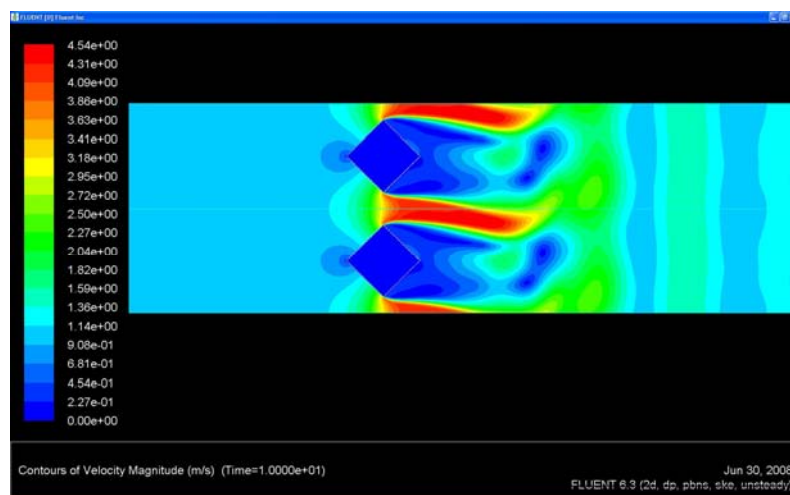 FLUENT [0] Fluent Inc
4.54e+00
4.31e+00
4.09e+00
3.86e+00
3.63e+00
3.41e+00
3.18e+00
2.95e+00
2.72e+00
2.50e+00
2.27e+00
2.04e+00
1.82e+00
1.59e+00
1.36e+00
1.14e+00
9.08e-01
6.81e-01
4.54e-01
2.27e-01
0.00e+00
Contours of Velocity Magnitude (m/s) (Time=1.0000e+01)
Jun 30, 2008
FLUENT 6.3 (2d, dp, pbns, ske, unsteady)